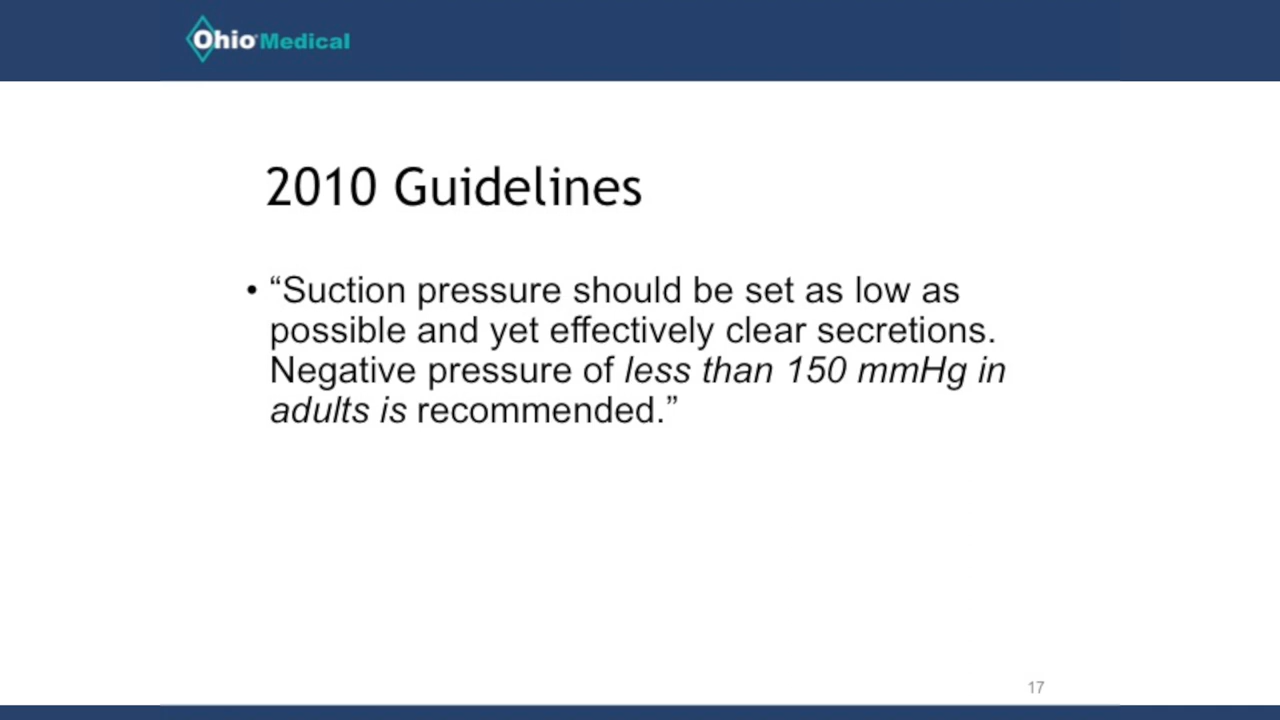 Ohio Medical
2010 Guidelines
• “Suction pressure should be set as low as
possible and yet effectively clear secretions.
Negative pressure of less than 150 mmHg in
adults is recommended.”
17